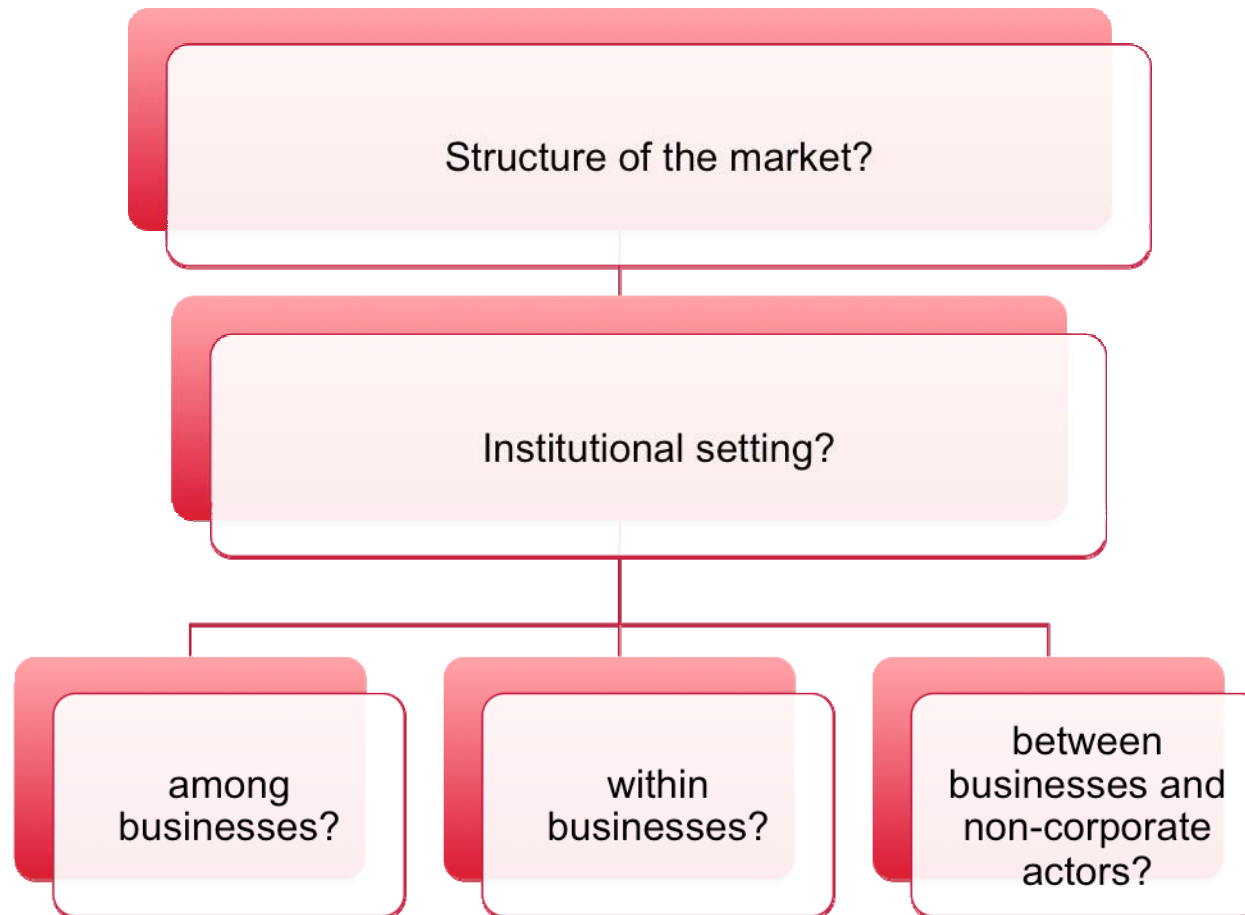 Structure of the market?
Institutional setting?
among
businesses?
within
businesses?
between
businesses and
non-corporate
actors?